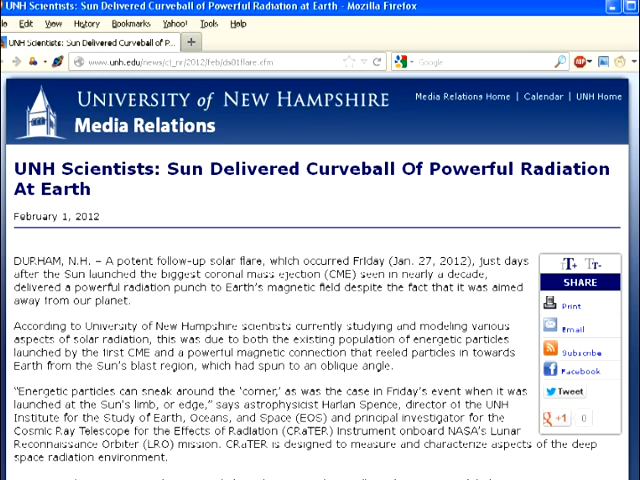 UNH Scientists: Sun Delivered Curveball of Powerful Radiation at Earth - Mozilla Firefox
Edit View History Bookmarks Yahoo! Tools Help
UNH Scientists: Sun Delivered Curveball of P...
www.unh.edu/news/cj_nr/2012/feb/ds01flare.cfm
Google
UNIVERSITY of NEW HAMPSHIRE
Media Relations Home | Calendar | UNH Home
Media Relations
UNH Scientists: Sun Delivered Curveball Of Powerful Radiation
At Earth
February 1, 2012
DURHAM, N.H. – A potent follow-up solar flare, which occurred Friday (Jan. 27, 2012), just days
after the Sun launched the biggest coronal mass ejection (CME) seen in nearly a decade,
delivered a powerful radiation punch to Earth's magnetic field despite the fact that it was aimed
away from our planet.
According to University of New Hampshire scientists currently studying and modeling various
aspects of solar radiation, this was due to both the existing population of energetic particles
launched by the first CME and a powerful magnetic connection that reeled particles in towards
Earth from the Sun's blast region, which had spun to an oblique angle.
"Energetic particles can sneak around the 'corner,' as was the case in Friday's event when it was
launched at the Sun's limb, or edge," says astrophysicist Harlan Spence, director of the UNH
Institute for the Study of Earth, Oceans, and Space (EOS) and principal investigator for the
Cosmic Ray Telescope for the Effects of Radiation (CRaTER) Instrument onboard NASA's Lunar
Reconnaissance Orbiter (LRO) mission. CRaTER is designed to measure and characterize aspects of the deep
space radiation environment.
T+ T-
SHARE
Print
Email
Subscribe
Facebook
Tweet
+1 0